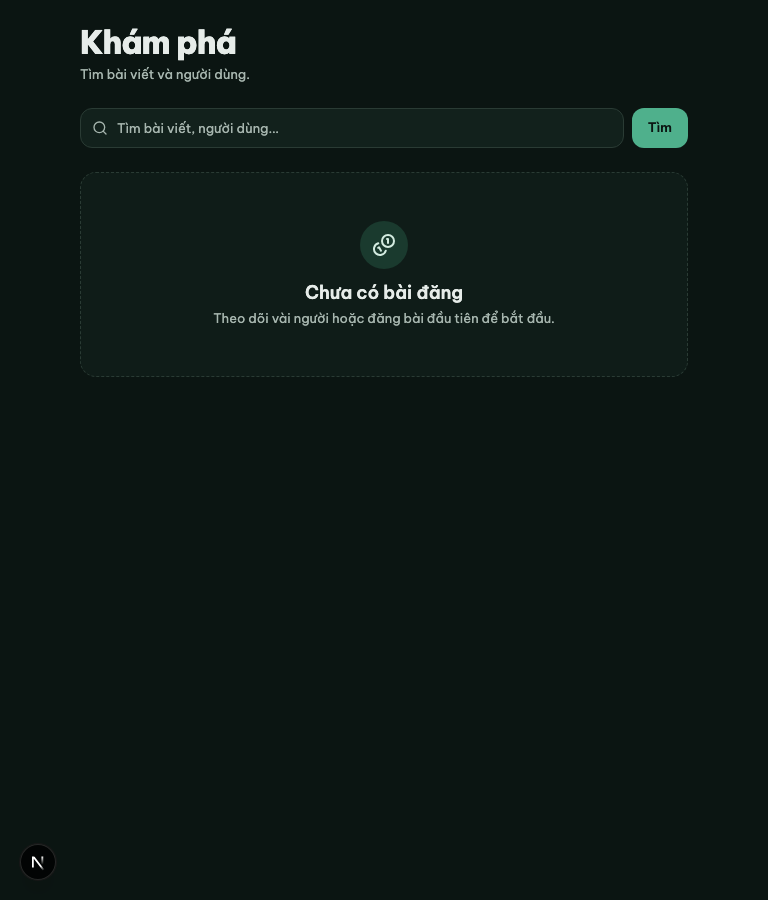 Khám phá
Tìm bài viết và người dùng.
Tìm bài viết, người dùng...
Tìm
Chưa có bài đăng
Theo dõi vài người hoặc đăng bài đầu tiên để bắt đầu.
N